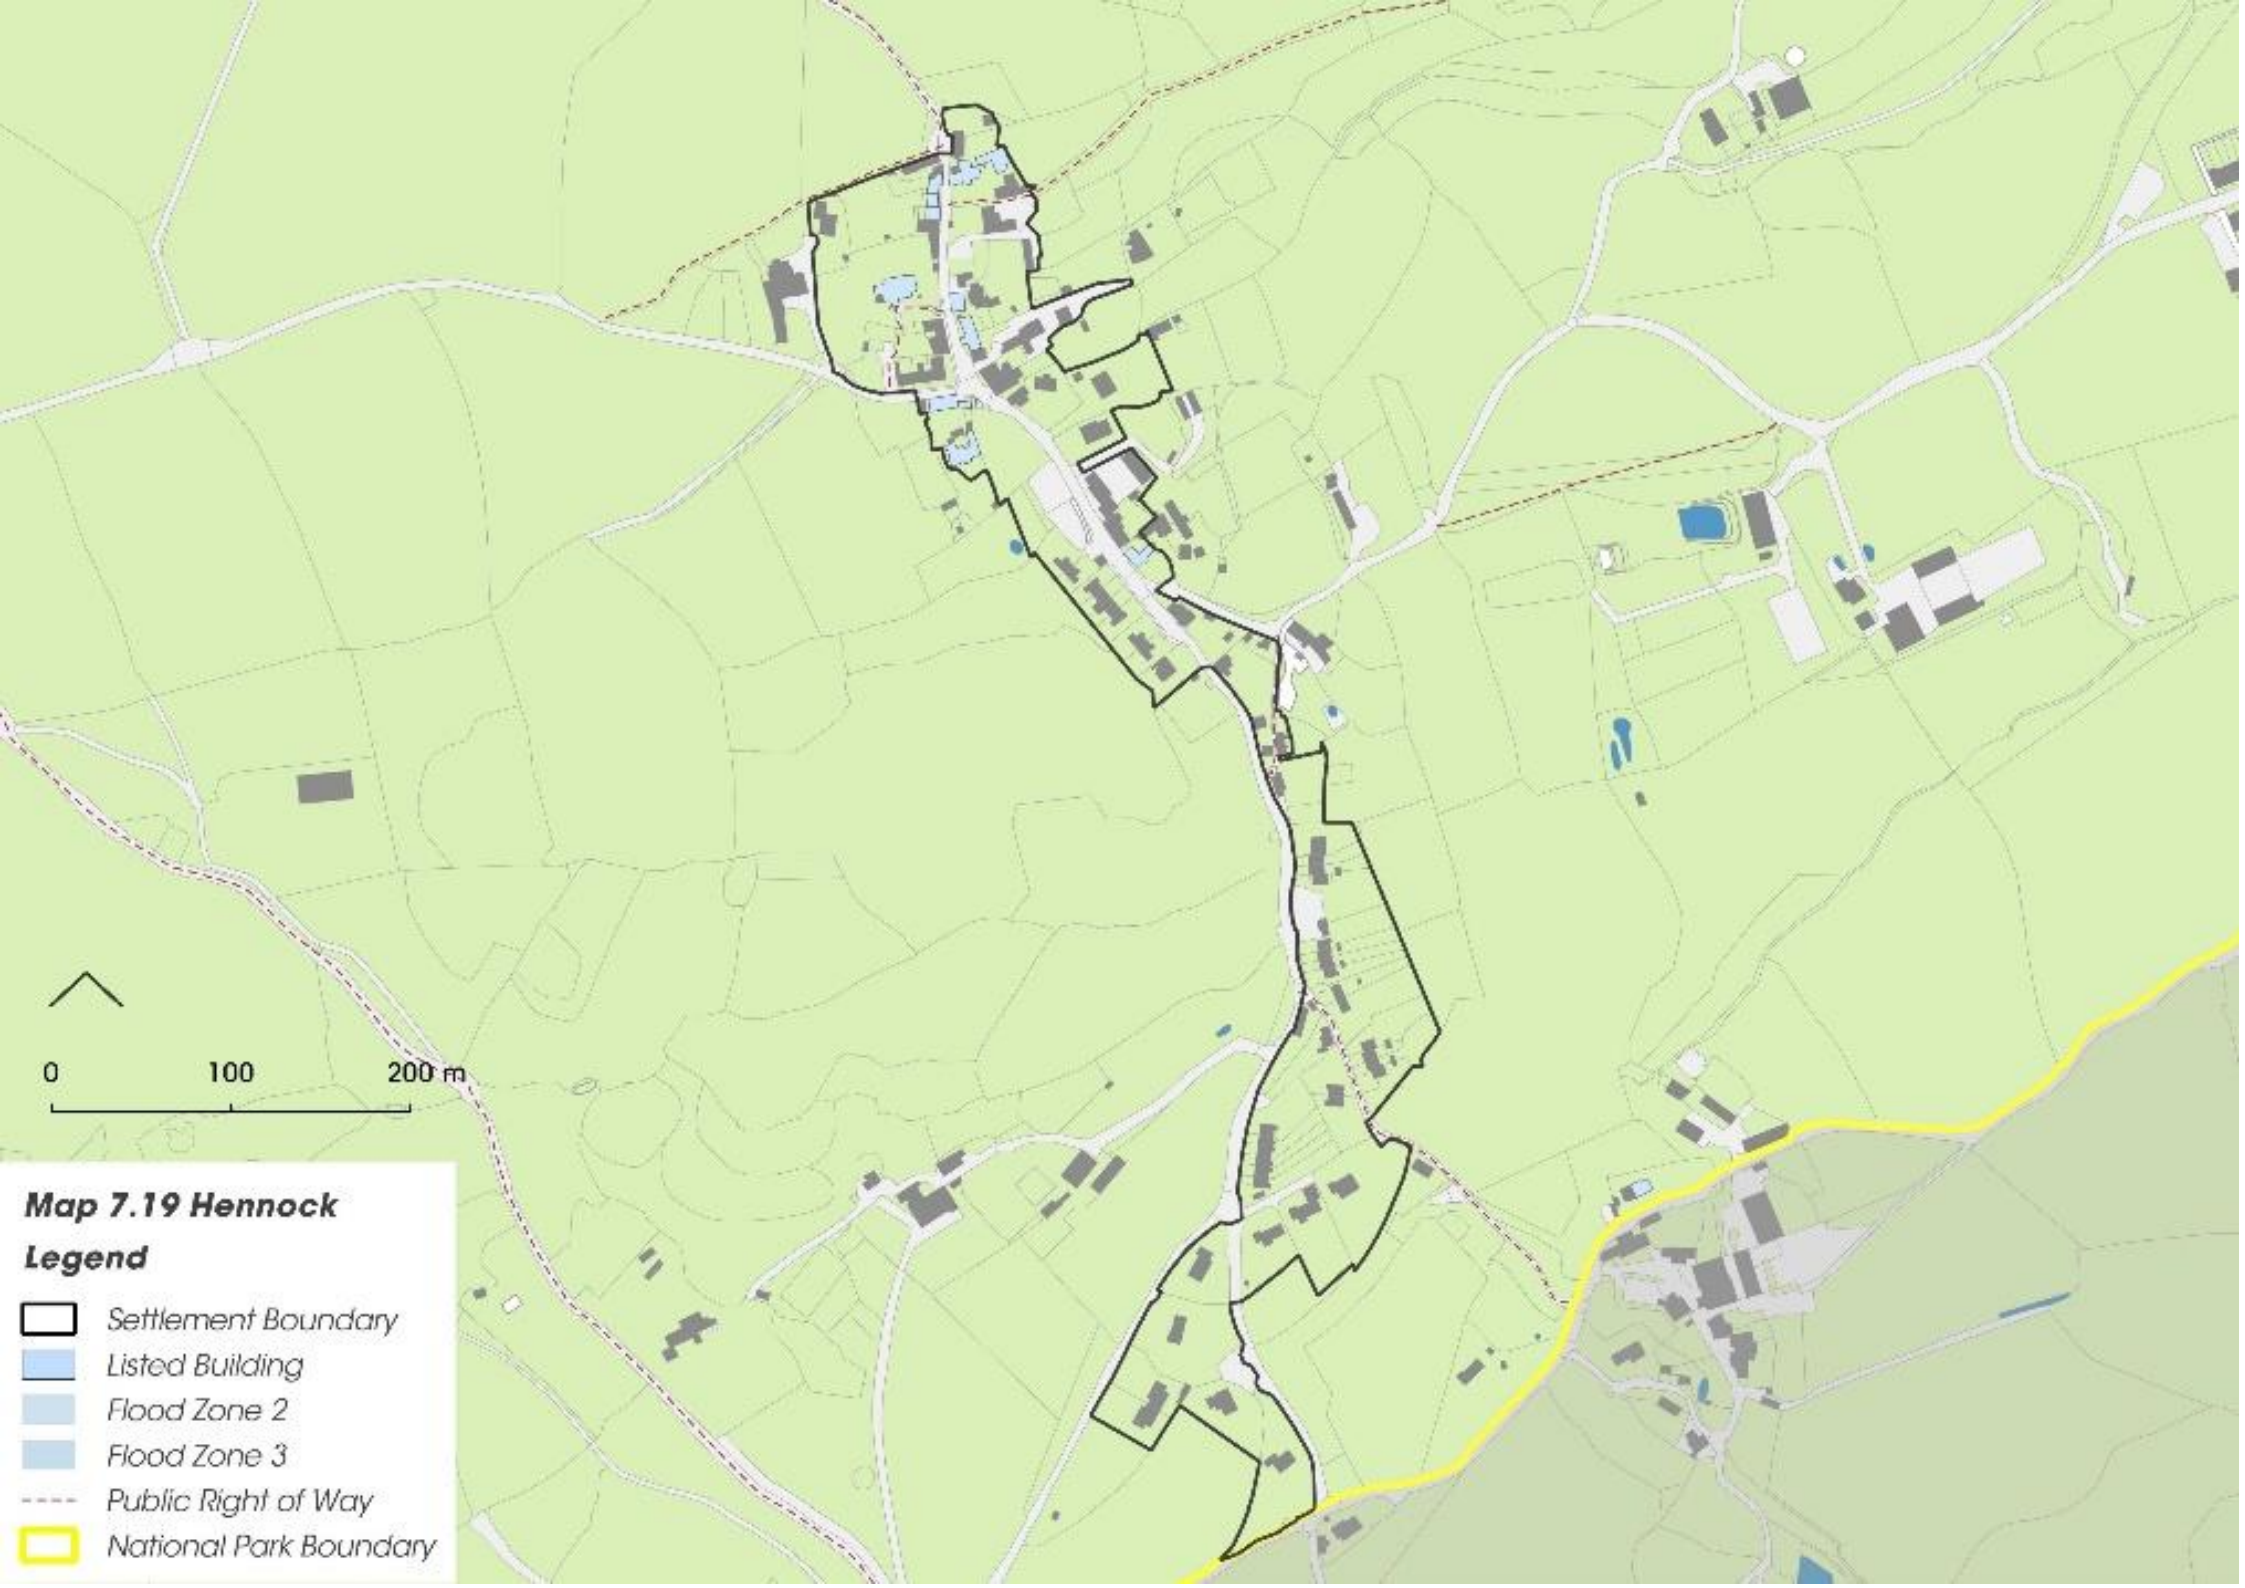 0 100 200 m
Map 7.19 Hennock
Legend
Settlement Boundary
Listed Building
Flood Zone 2
Flood Zone 3
Public Right of Way
National Park Boundary